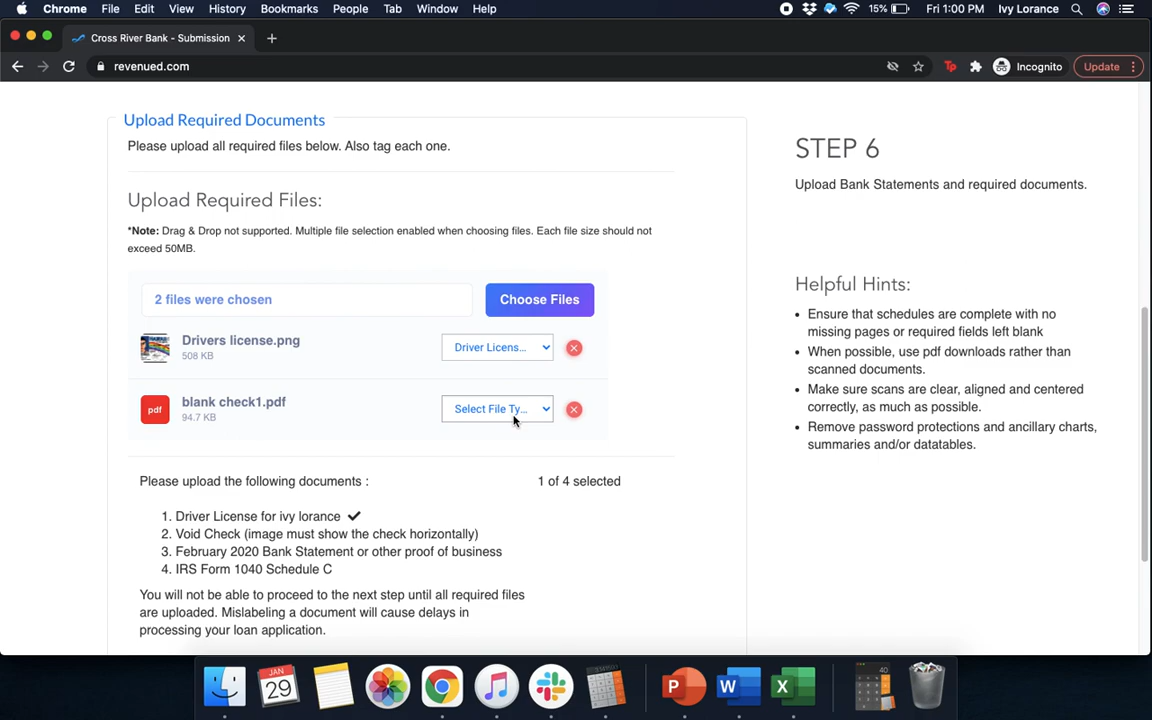 Chrome File Edit View History Bookmarks People Tab Window Help 15% Fri 1:00 PM Ivy Lorance
Cross River Bank - Submission
revenued.com Incognito Update
Upload Required Documents
Please upload all required files below. Also tag each one.
Upload Required Files:
*Note: Drag & Drop not supported. Multiple file selection enabled when choosing files. Each file size should not
exceed 50MB.
2 files were chosen Choose Files
Drivers license.png Driver Licens...
508 KB
pdf blank check1.pdf Select File Ty...
94.7 KB
Please upload the following documents : 1 of 4 selected
1. Driver License for ivy lorance
2. Void Check (image must show the check horizontally)
3. February 2020 Bank Statement or other proof of business
4. IRS Form 1040 Schedule C
You will not be able to proceed to the next step until all required files
are uploaded. Mislabeling a document will cause delays in
processing your loan application.
STEP 6
Upload Bank Statements and required documents.
Helpful Hints:
• Ensure that schedules are complete with no
missing pages or required fields left blank
• When possible, use pdf downloads rather than
scanned documents.
• Make sure scans are clear, aligned and centered
correctly, as much as possible.
• Remove password protections and ancillary charts,
summaries and/or datatables.
JAN
29
P W X